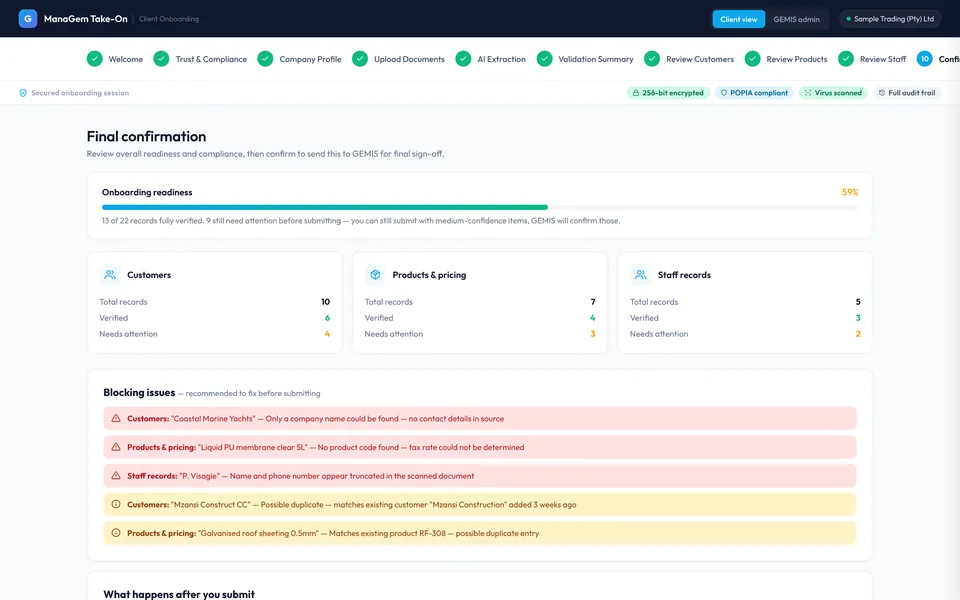 G ManaGem Take-On Client Onboarding Client view GEMIS admin Sample Trading (Pty) Ltd
Welcome Trust & Compliance Company Profile Upload Documents AI Extraction Validation Summary Review Customers Review Products Review Staff 10 Confi
Secured onboarding session 256-bit encrypted POPIA compliant Virus scanned Full audit trail
Final confirmation
Review overall readiness and compliance, then confirm to send this to GEMIS for final sign-off.
Onboarding readiness 59%
13 of 22 records fully verified. 9 still need attention before submitting — you can still submit with medium-confidence items, GEMIS will confirm those.
Customers
Total records 10
Verified 6
Needs attention 4
Products & pricing
Total records 7
Verified 4
Needs attention 3
Staff records
Total records 5
Verified 3
Needs attention 2
Blocking issues — recommended to fix before submitting
Customers: "Coastal Marine Yachts" — Only a company name could be found — no contact details in source
Products & pricing: "Liquid PU membrane clear 5L" — No product code found — tax rate could not be determined
Staff records: "P. Visagie" — Name and phone number appear truncated in the scanned document
Customers: "Mzansi Construct CC" — Possible duplicate — matches existing customer "Mzansi Construction" added 3 weeks ago
Products & pricing: "Galvanised roof sheeting 0.5mm" — Matches existing product RF-308 — possible duplicate entry
What happens after you submit